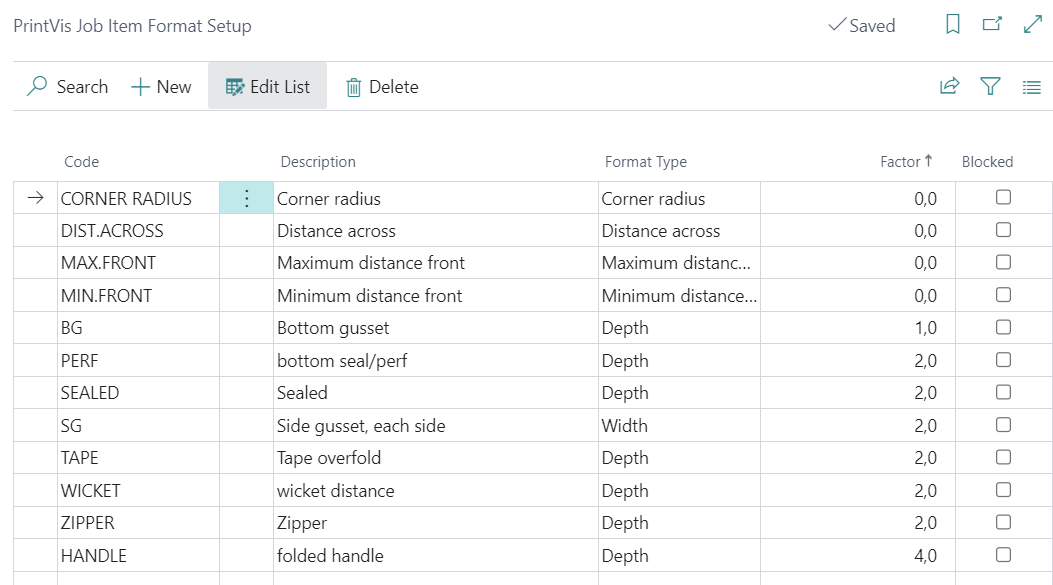 PrintVis Job Item Format Setup Saved
Search New Edit List Delete
Code Description Format Type Factor↑ Blocked
CORNER RADIUS Corner radius Corner radius 0,0
DIST.ACROSS Distance across Distance across 0,0
MAX.FRONT Maximum distance front Maximum distanc... 0,0
MIN.FRONT Minimum distance front Minimum distance... 0,0
BG Bottom gusset Depth 1,0
PERF bottom seal/perf Depth 2,0
SEALED Sealed Depth 2,0
SG Side gusset, each side Width 2,0
TAPE Tape overfold Depth 2,0
WICKET wicket distance Depth 2,0
ZIPPER Zipper Depth 2,0
HANDLE folded handle Depth 4,0